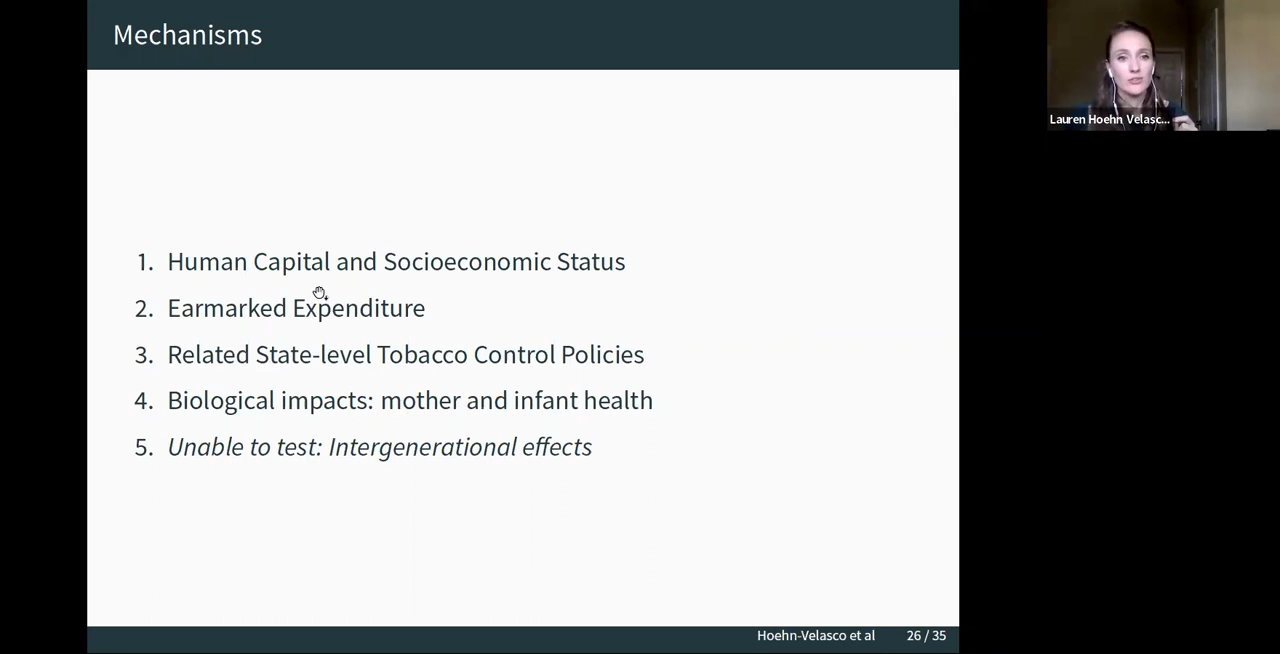 Mechanisms
Lauren Hoehn Velasc...
1. Human Capital and Socioeconomic Status
2. Earmarked Expenditure
3. Related State-level Tobacco Control Policies
4. Biological impacts: mother and infant health
5. Unable to test: Intergenerational effects
Hoehn-Velasco et al 26 / 35